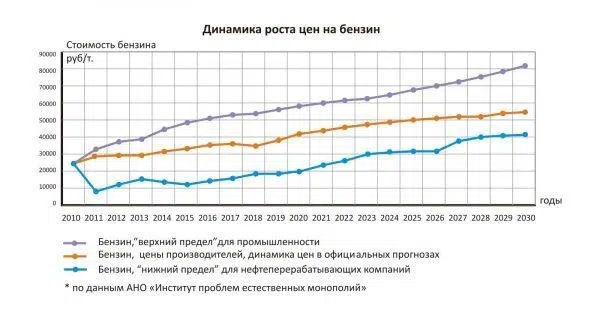 Динамика роста цен на бензин
Стоимость бензина
руб/т.
90000
80000
70000
60000
50000
40000
30000
20000
10000
0
годы
2010 2011 2012 2013 2014 2015 2016 2017 2018 2019 2020 2021 2022 2023 2024 2025 2026 2027 2028 2029 2030
Бензин,”верхний предел”для промышленности
Бензин, цены производителей, динамика цен в официальных прогнозах
Бензин, “нижний предел” для нефтеперерабатывающих компаний
* по данным АНО «Институт проблем естественных монополий»